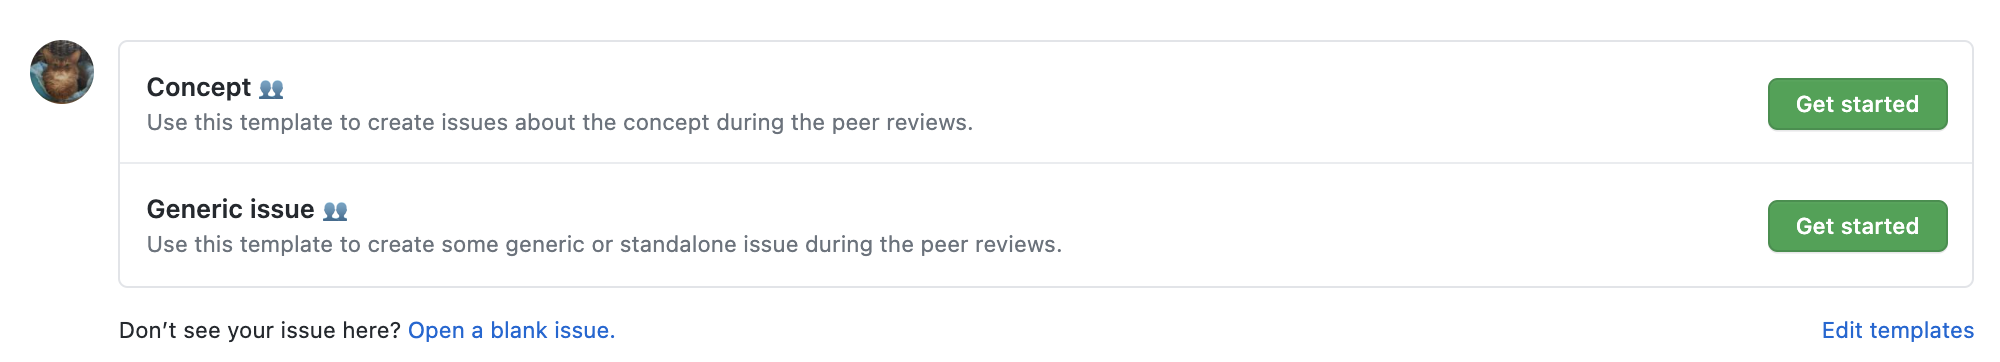 Concept 👥
Use this template to create issues about the concept during the peer reviews.
Get started
Generic issue 👥
Use this template to create some generic or standalone issue during the peer reviews.
Get started
Don’t see your issue here? Open a blank issue.
Edit templates